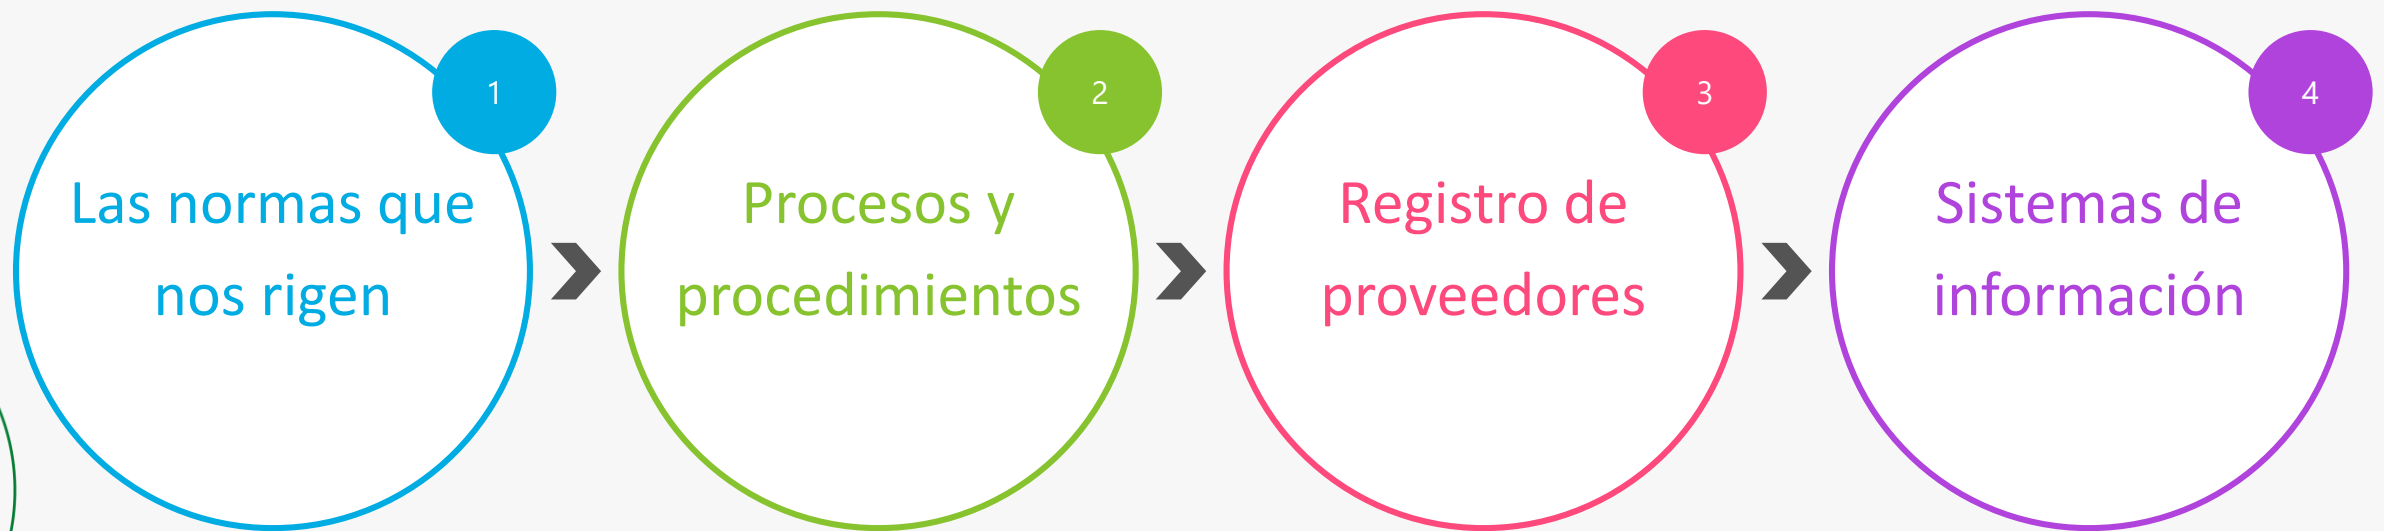 1
Las normas que
nos rigen
2
Procesos y
procedimientos
3
Registro de
proveedores
4
Sistemas de
información